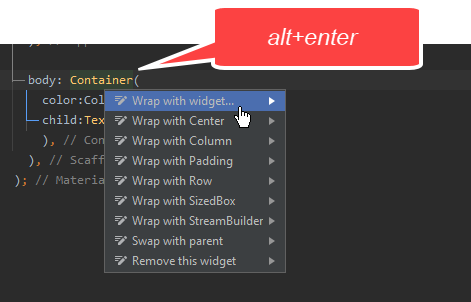 alt+enter
body: Container(
color:Col
child:Tex
), // Con
), // Scaff
); // Materia
Wrap with widget...
Wrap with Center
Wrap with Column
Wrap with Padding
Wrap with Row
Wrap with SizedBox
Wrap with StreamBuilder
Swap with parent
Remove this widget